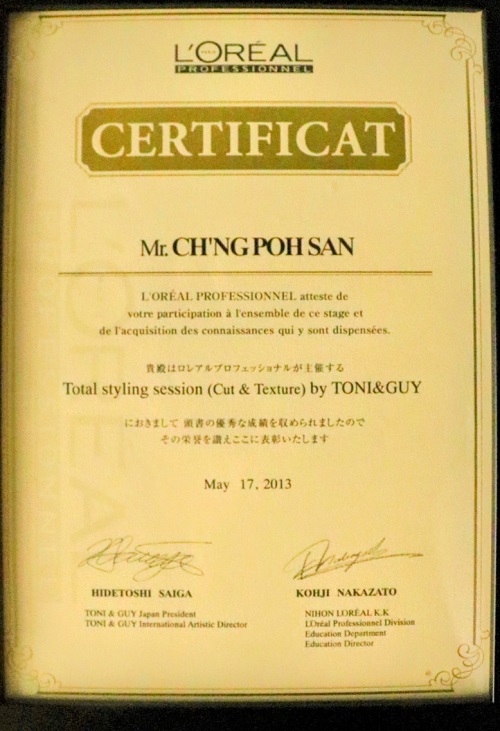 L'ORÉAL
PROFESSIONNEL
CERTIFICAT
Mr. CH'NG POH SAN
L'ORÉAL PROFESSIONNEL atteste de
votre participation à l'ensemble de ce stage et
de l'acquisition des connaissances qui y sont dispensées.
貴殿はロレアルプロフェッショナルが主催する
Total styling session (Cut & Texture) by TONI&GUY
におきまして 頭書の優秀な成績を収められましたので
その栄誉を讃えここに表彰いたします
May 17, 2013
HIDETOSHI SAIGA
TONI & GUY Japan President
TONI & GUY International Artistic Director
KOHJI NAKAZATO
NIHON L'ORÉAL K.K
L'Oréal Professionnel Division
Education Department
Education Director